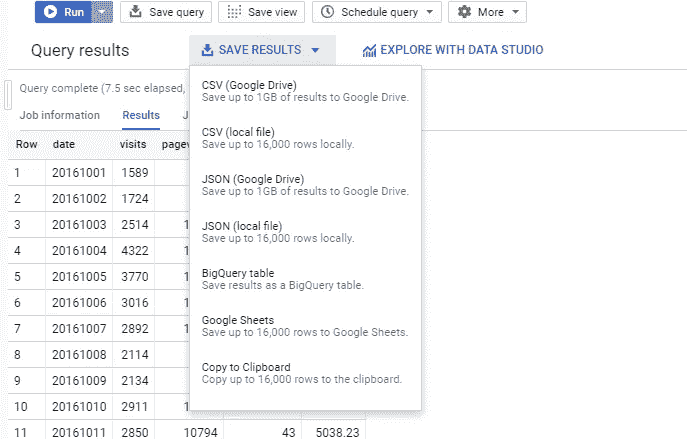 Run Save query Save view Schedule query More
Query results SAVE RESULTS EXPLORE WITH DATA STUDIO
Query complete (7.5 sec elapsed,
Job information Results J
Row date visits pagev
CSV (Google Drive)
Save up to 1GB of results to Google Drive.
CSV (local file)
Save up to 16,000 rows locally.
JSON (Google Drive)
Save up to 1GB of results to Google Drive.
JSON (local file)
Save up to 16,000 rows locally.
BigQuery table
Save results as a BigQuery table.
Google Sheets
Save up to 16,000 rows to Google Sheets.
Copy to Clipboard
Copy up to 16,000 rows to the clipboard.
1 20161001 1589
2 20161002 1724
3 20161003 2514 1
4 20161004 4322 1
5 20161005 3770 1
6 20161006 3016 1
7 20161007 2892 1
8 20161008 2114
9 20161009 2134
10 20161010 2911 1
11 20161011 2850 10794 43 5038.23